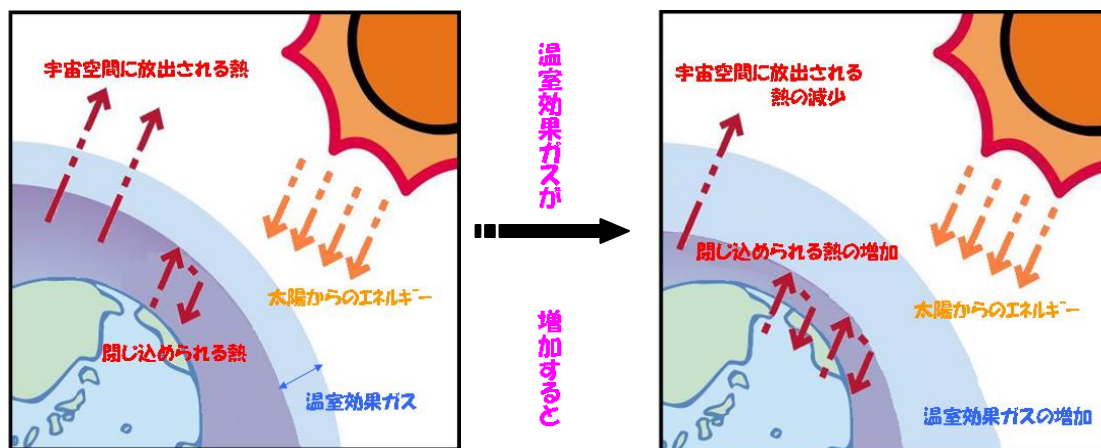 宇宙空間に放出される熱
太陽からのエネルギー
閉じ込められる熱
温室効果ガス
温室効果ガスが
増加すると
宇宙空間に放出される
熱の減少
閉じ込められる熱の増加
太陽からのエネルギー
温室効果ガスの増加